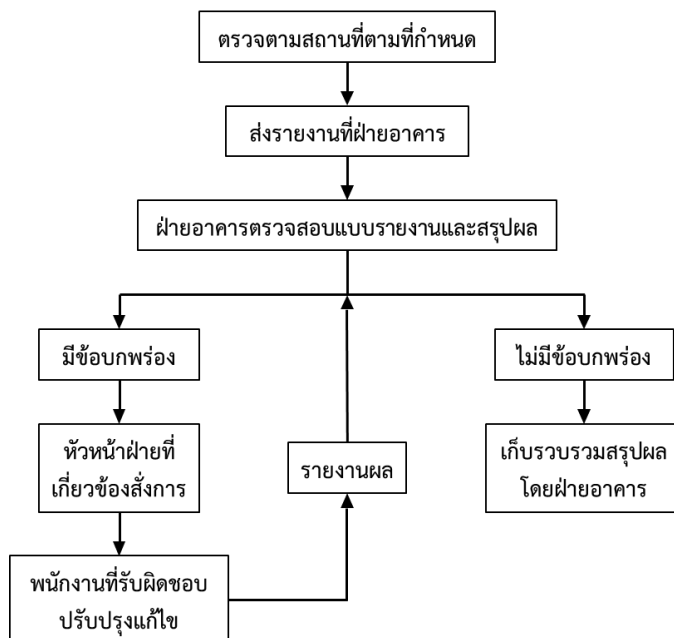 ตรวจตามสถานที่ตามที่กำหนด
ส่งรายงานที่ฝ่ายอาคาร
ฝ่ายอาคารตรวจสอบแบบรายงานและสรุปผล
มีข้อบกพร่อง
ไม่มีข้อบกพร่อง
หัวหน้าฝ่ายที่
เกี่ยวข้องสั่งการ
รายงานผล
เก็บรวบรวมสรุปผล
โดยฝ่ายอาคาร
พนักงานที่รับผิดชอบ
ปรับปรุงแก้ไข